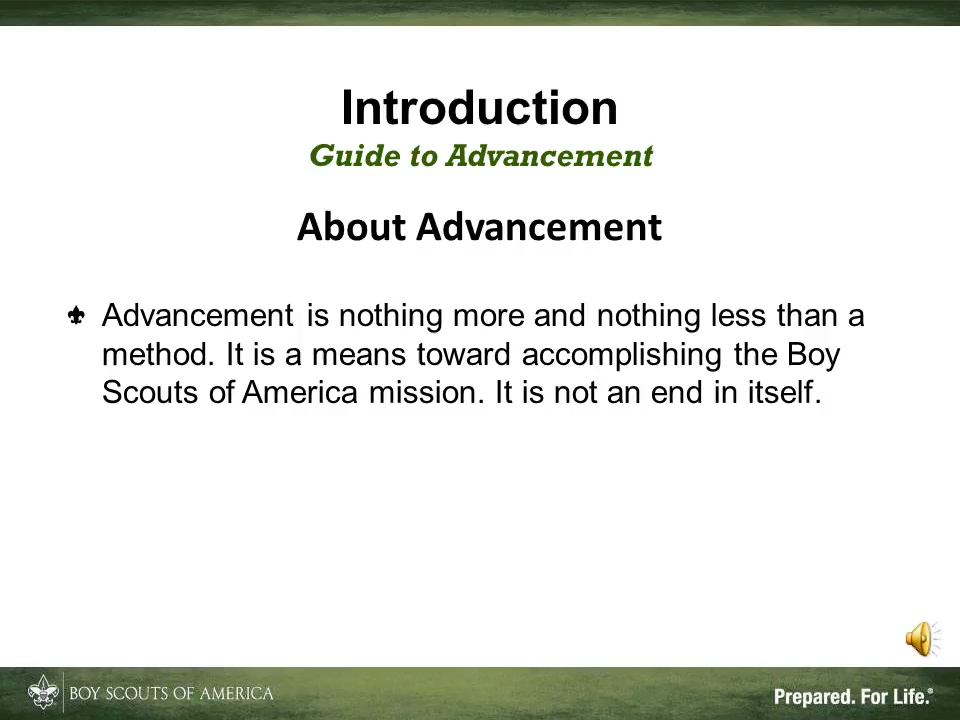 Introduction
Guide to Advancement
About Advancement
Advancement is nothing more and nothing less than a
method. It is a means toward accomplishing the Boy
Scouts of America mission. It is not an end in itself.
BOY SCOUTS OF AMERICA
Prepared. For Life.®